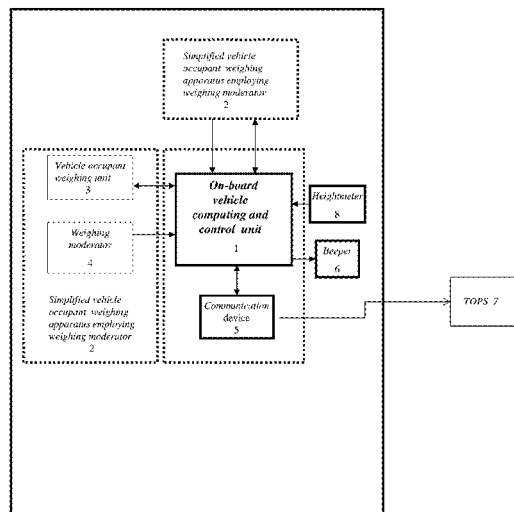 Simplified vehicle
occupant weighing
apparatus employing
weighing moderator
2
Vehicle occupant
weighing unit
3
Weighing
moderator
4
Simplified vehicle
occupant weighing
apparatus employing
weighing moderator
2
On-board
vehicle
computing and
control unit
1
Heightmeter
8
Beeper
6
Communication
device
5
TOPS 7